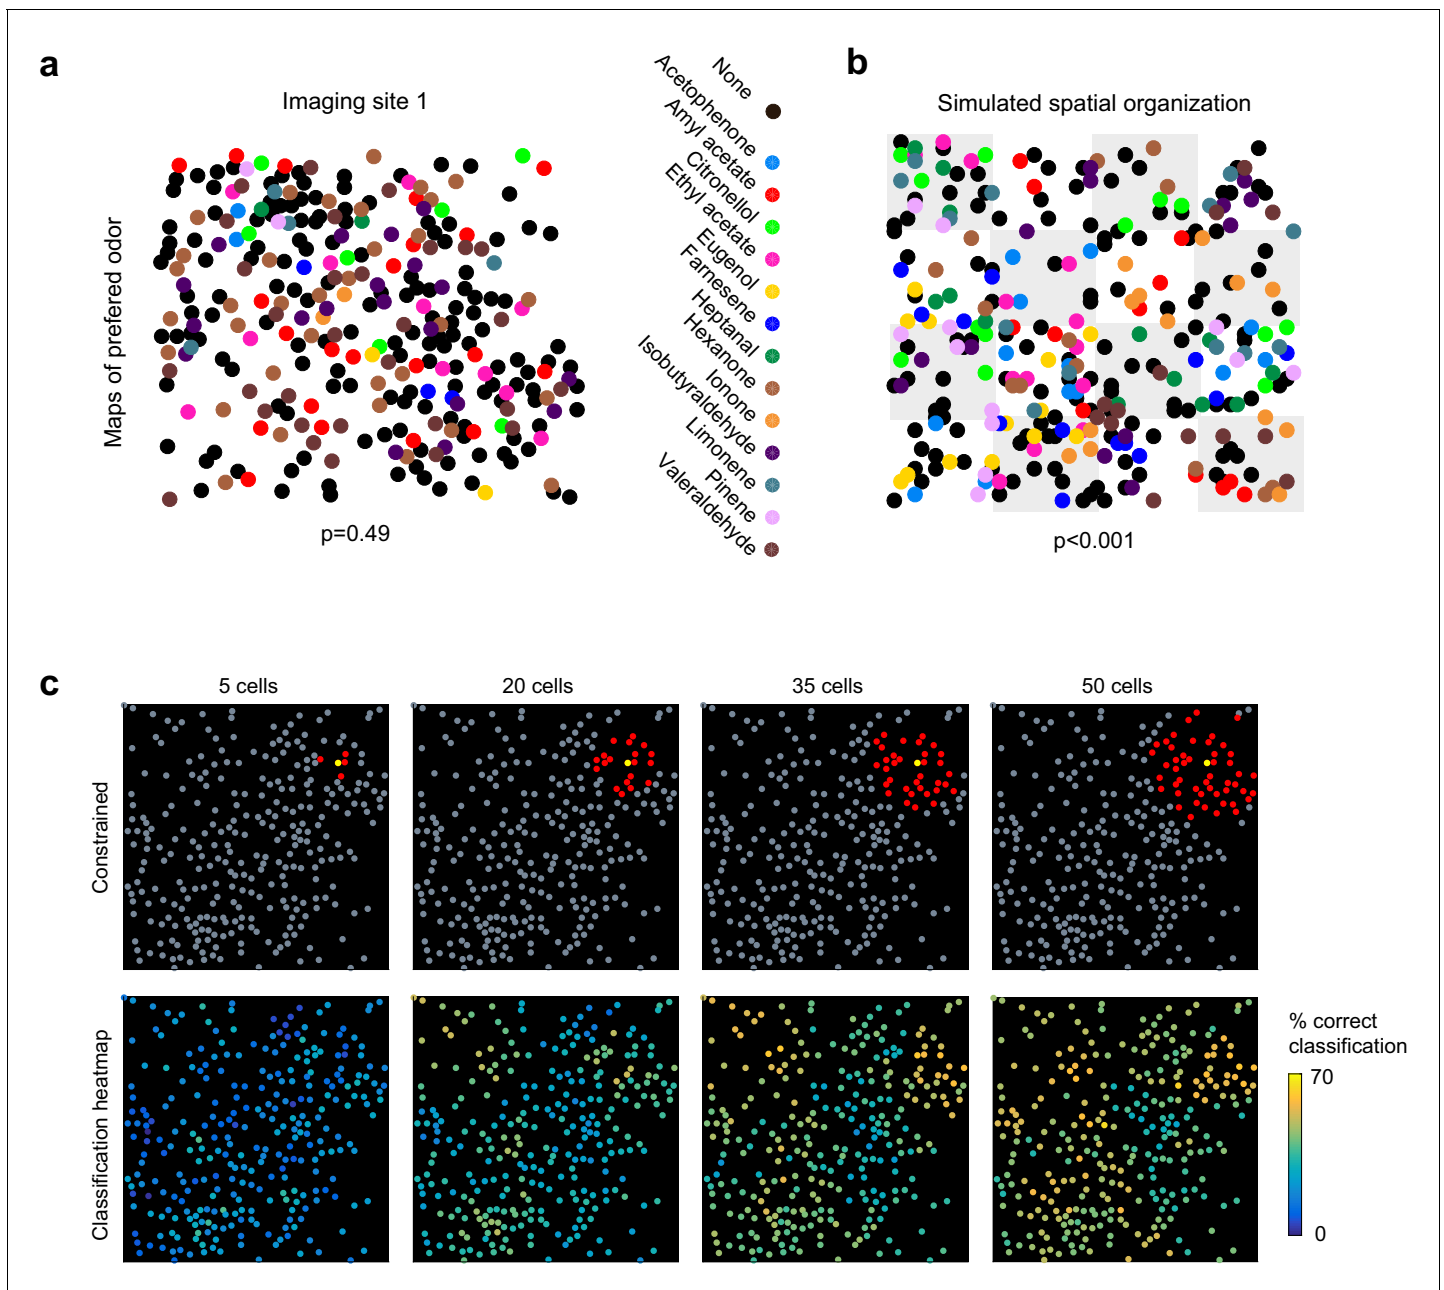 a
Imaging site 1
Maps of prefered odor
p=0.49
None
Acetophenone
Amyl acetate
Citronellol
Ethyl acetate
Eugenol
Farnesene
Heptanal
Hexanone
Ionone
Isobutyraldehyde
Limonene
Pinene
Valeraldehyde
b
Simulated spatial organization
p<0.001
c
5 cells
20 cells
35 cells
50 cells
Constrained
Classification heatmap
% correct
classification
70
0